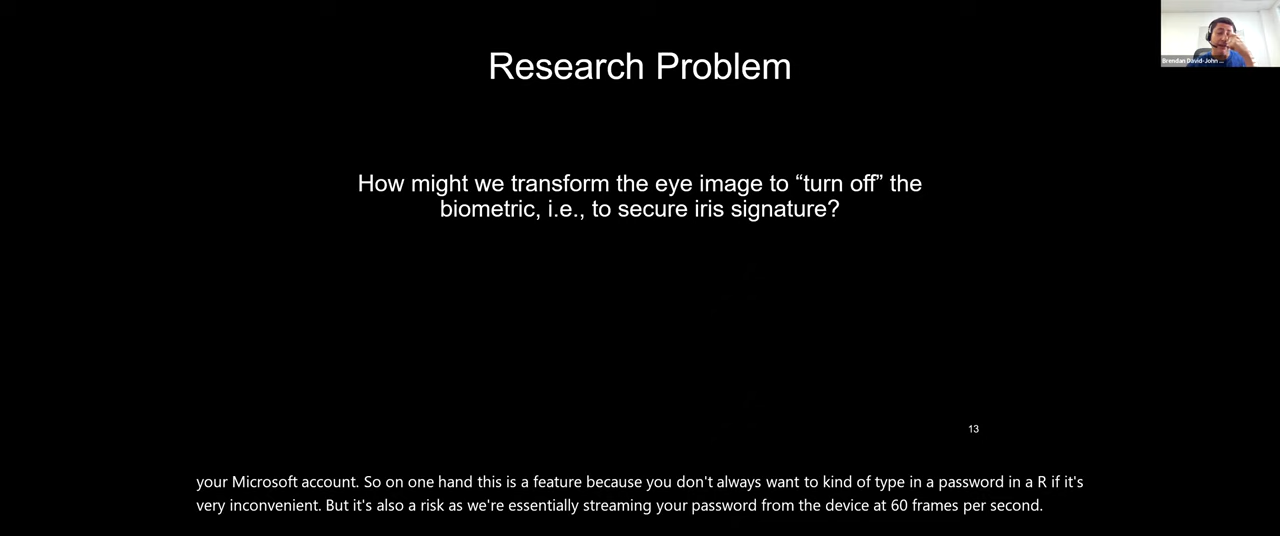 Research Problem
Brendan David-John ...
How might we transform the eye image to “turn off” the
biometric, i.e., to secure iris signature?
13
your Microsoft account. So on one hand this is a feature because you don't always want to kind of type in a password in a R if it's
very inconvenient. But it's also a risk as we're essentially streaming your password from the device at 60 frames per second.